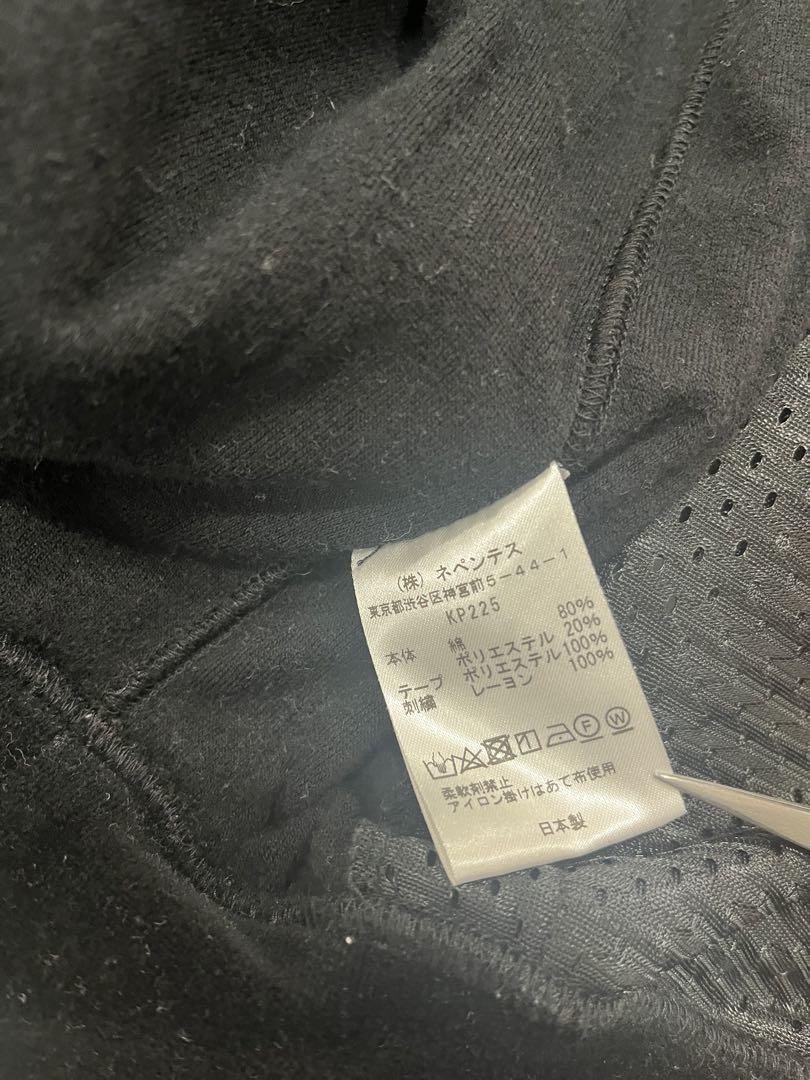 (株) ネペンテス
東京都渋谷区神宮前5-44-1
KP225
本体 綿 80%
ポリエステル 20%
テープ ポリエステル 100%
刺繍 レーヨン 100%
F W
柔軟剤禁止
アイロン掛けはあて布使用
日本製